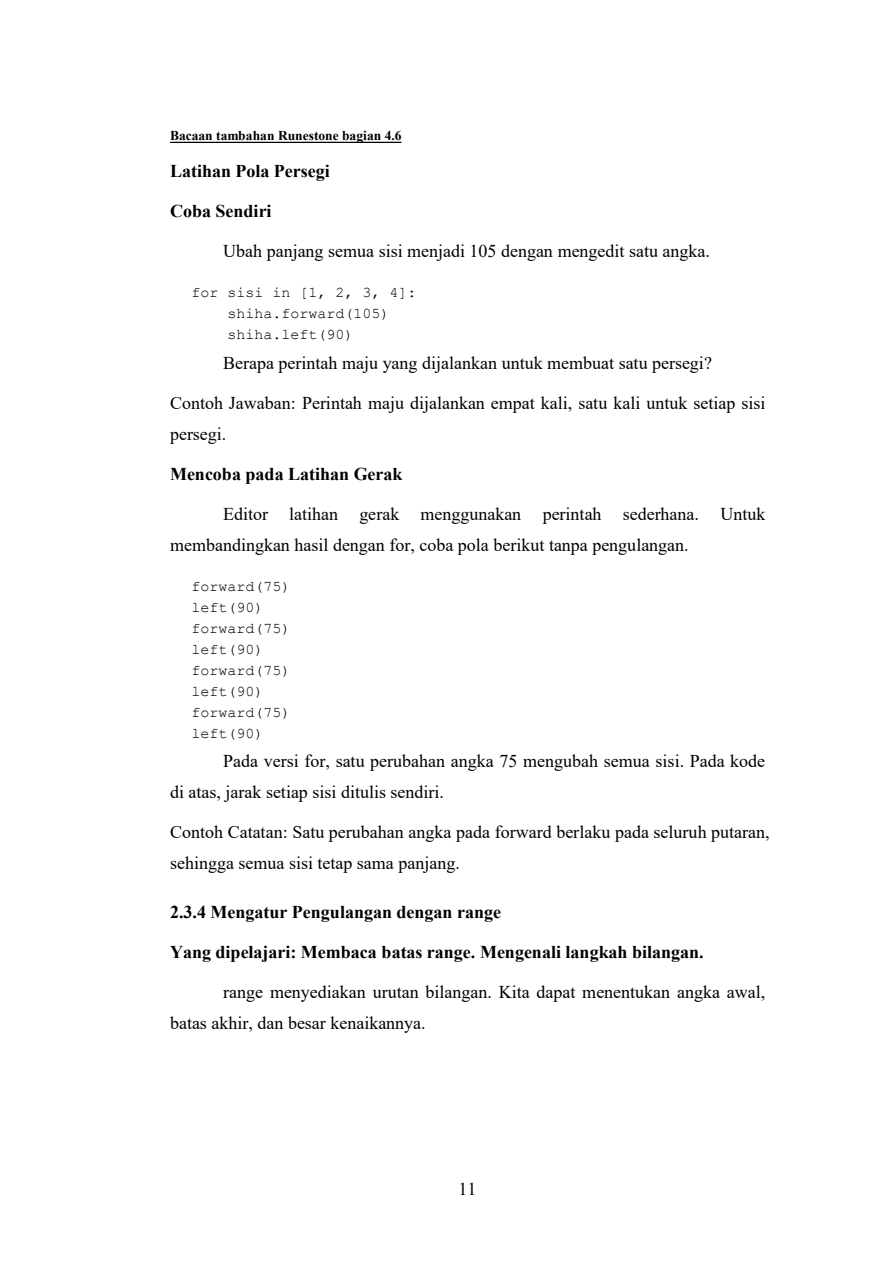 Bacaan tambahan Runestone bagian 4.6
Latihan Pola Persegi
Coba Sendiri
Ubah panjang semua sisi menjadi 105 dengan mengedit satu angka.
for sisi in [1, 2, 3, 4]:
    shiha.forward(105)
    shiha.left(90)
Berapa perintah maju yang dijalankan untuk membuat satu persegi?
Contoh Jawaban: Perintah maju dijalankan empat kali, satu kali untuk setiap sisi
persegi.
Mencoba pada Latihan Gerak
Editor latihan gerak menggunakan perintah sederhana. Untuk
membandingkan hasil dengan for, coba pola berikut tanpa pengulangan.
forward(75)
left(90)
forward(75)
left(90)
forward(75)
left(90)
forward(75)
left(90)
Pada versi for, satu perubahan angka 75 mengubah semua sisi. Pada kode
di atas, jarak setiap sisi ditulis sendiri.
Contoh Catatan: Satu perubahan angka pada forward berlaku pada seluruh putaran,
sehingga semua sisi tetap sama panjang.
2.3.4 Mengatur Pengulangan dengan range
Yang dipelajari: Membaca batas range. Mengenali langkah bilangan.
range menyediakan urutan bilangan. Kita dapat menentukan angka awal,
batas akhir, dan besar kenaikannya.
11